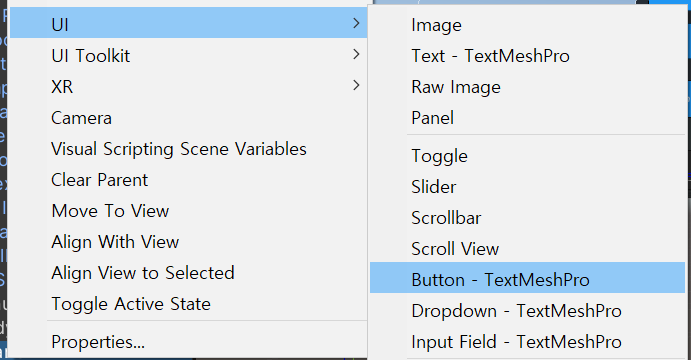 UI
UI Toolkit
XR
Camera
Visual Scripting Scene Variables
Clear Parent
Move To View
Align With View
Align View to Selected
Toggle Active State
Properties...
Image
Text - TextMeshPro
Raw Image
Panel
Toggle
Slider
Scrollbar
Scroll View
Button - TextMeshPro
Dropdown - TextMeshPro
Input Field - TextMeshPro